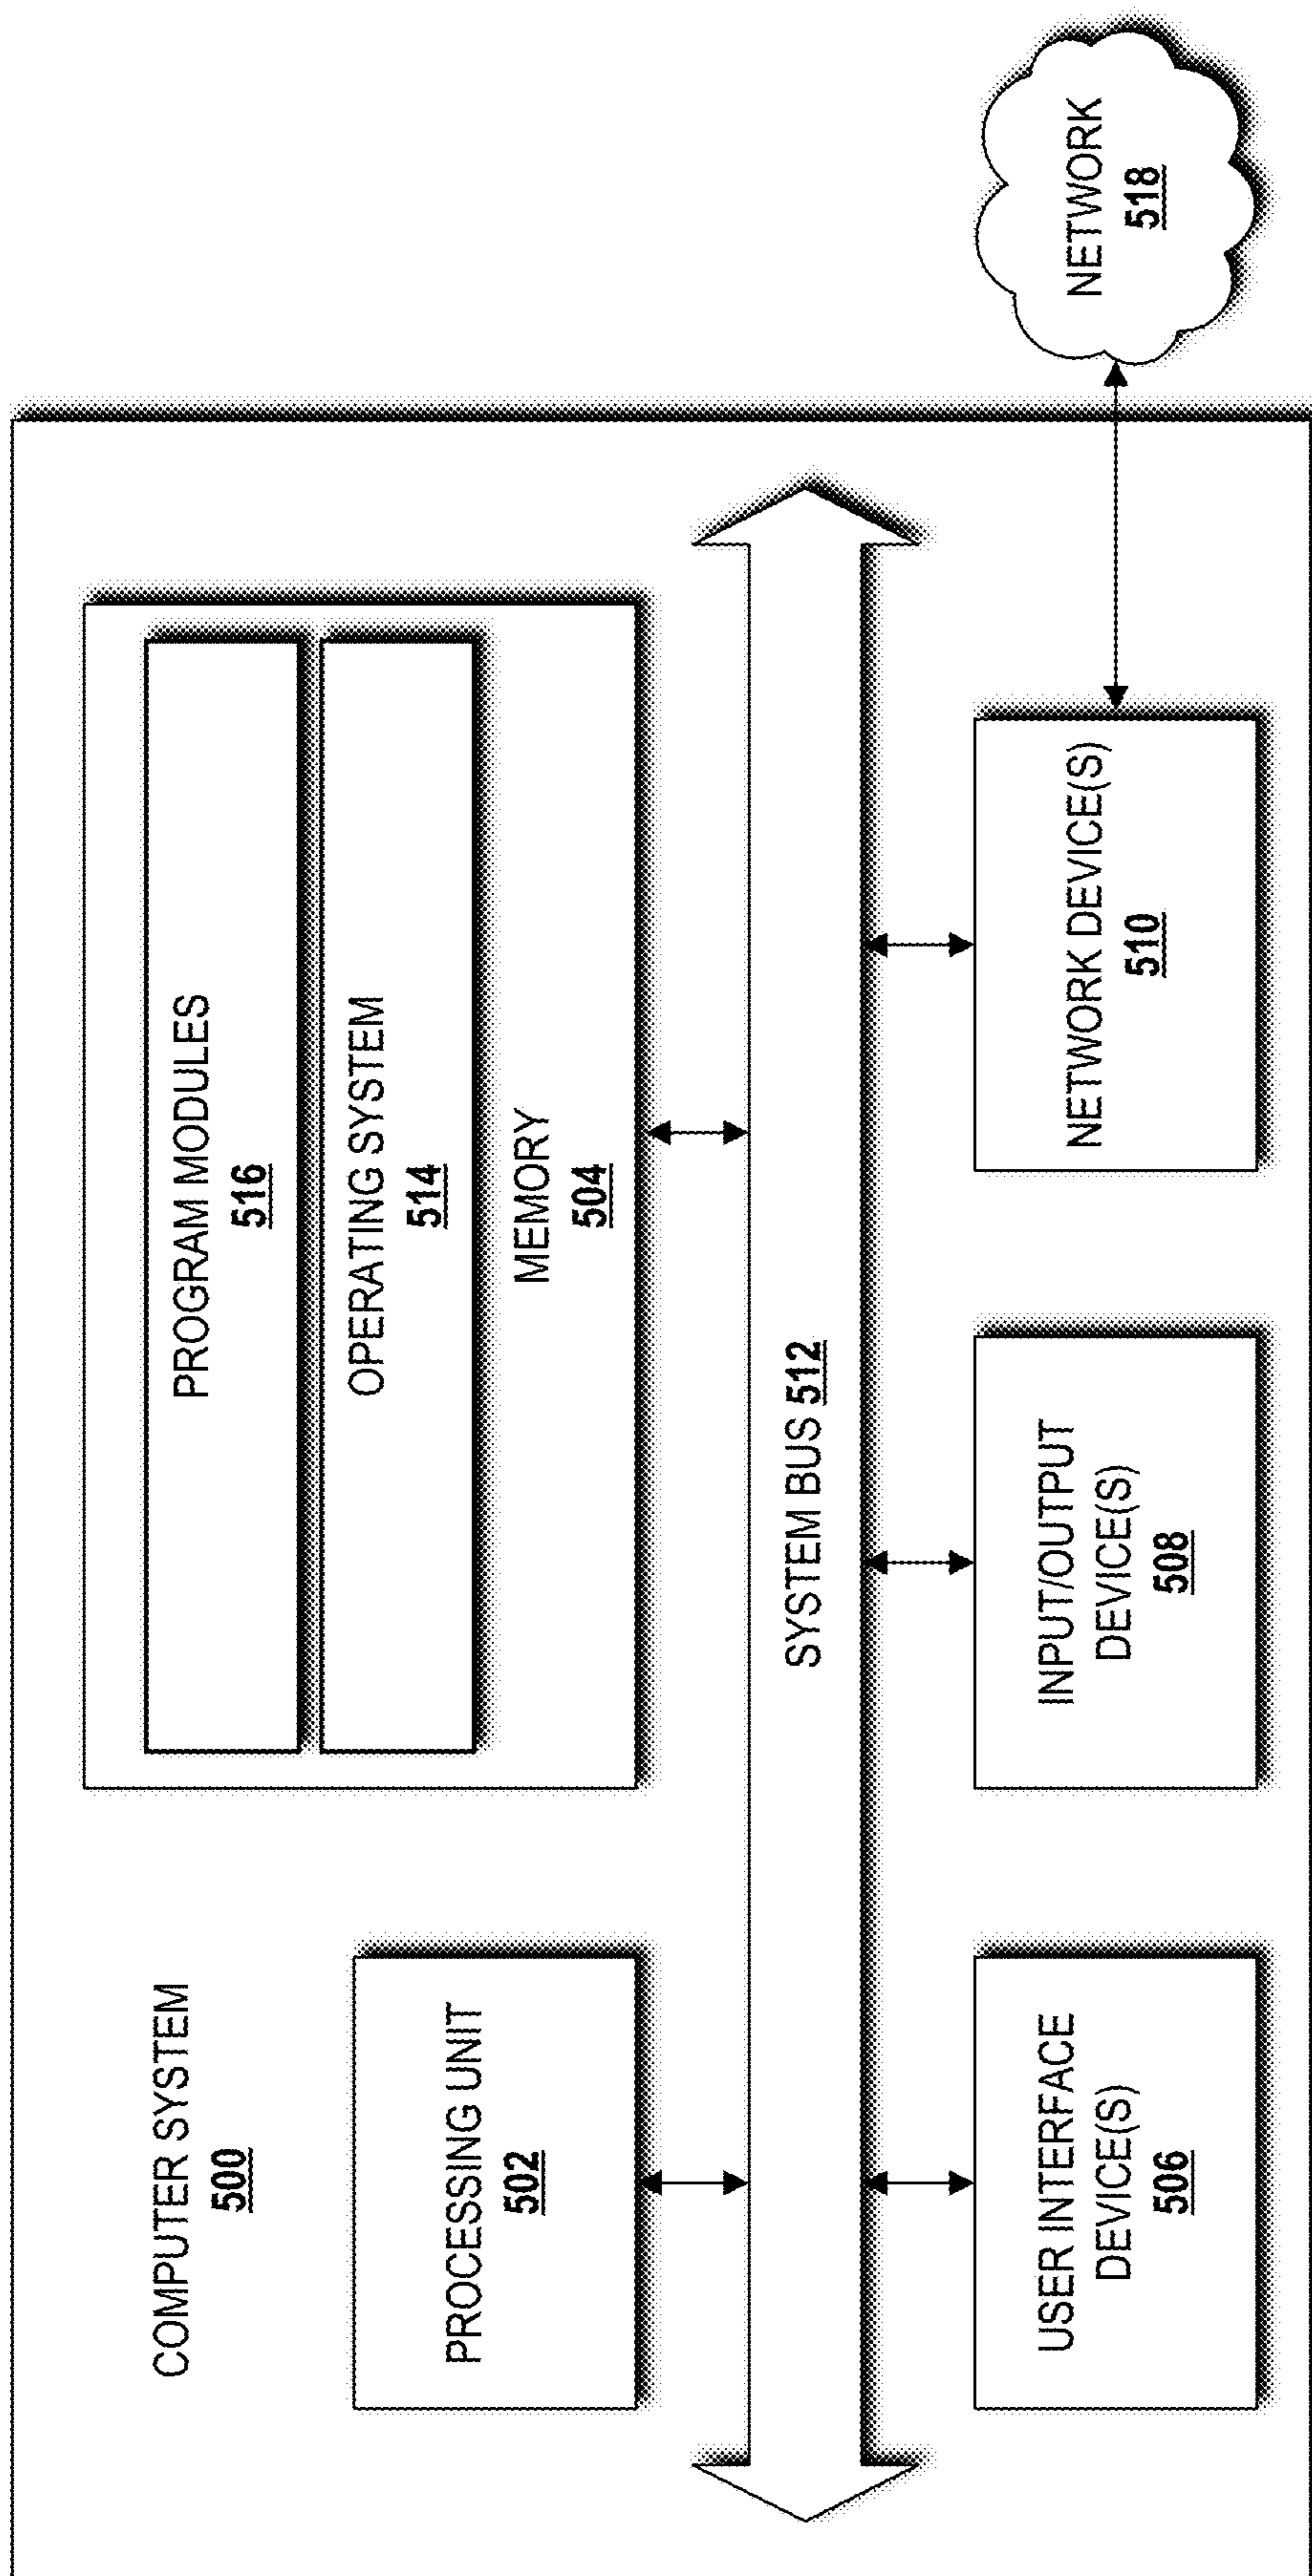 COMPUTER SYSTEM
500
PROCESSING UNIT
502
PROGRAM MODULES
516
OPERATING SYSTEM
514
MEMORY
504
SYSTEM BUS 512
USER INTERFACE
DEVICE(S)
506
INPUT/OUTPUT
DEVICE(S)
508
NETWORK DEVICE(S)
510
NETWORK
518